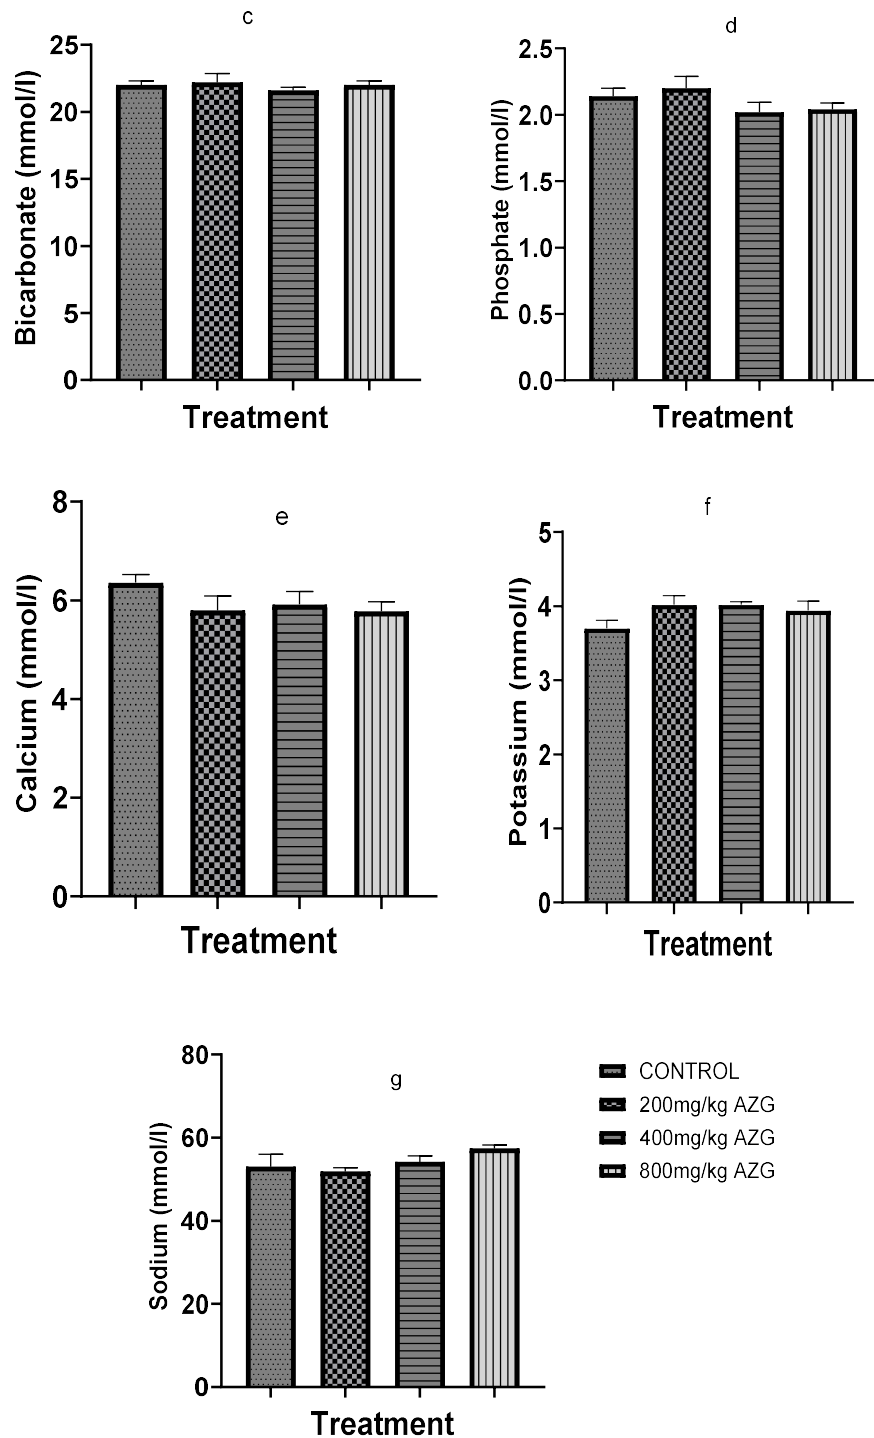 c
Bicarbonate (mmol/l)
25
20
15
10
5
0
Treatment
d
Phosphate (mmol/l)
2.5
2.0
1.5
1.0
0.5
0.0
Treatment
e
Calcium (mmol/l)
8
6
4
2
0
Treatment
f
Potassium (mmol/l)
5
4
3
2
1
0
Treatment
g
Sodium (mmol/l)
80
60
40
20
0
Treatment
CONTROL
200mg/kg AZG
400mg/kg AZG
800mg/kg AZG